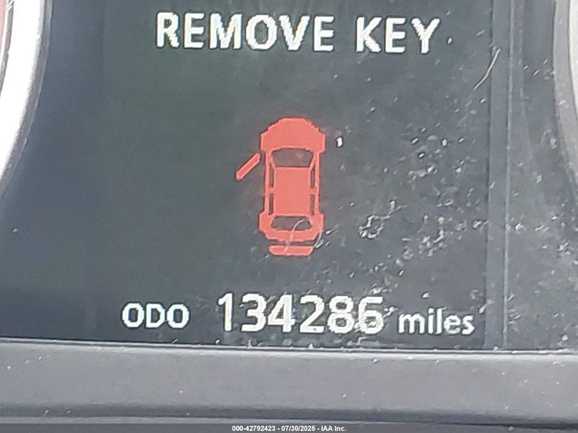 REMOVE KEY
ODO 134286 miles
000-42792423 - 07/30/2025 - IAA Inc.